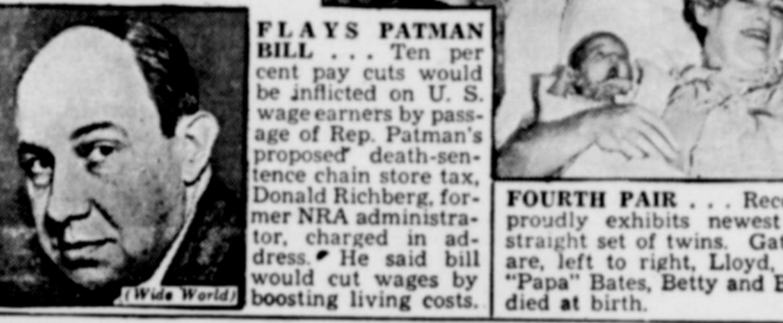 FLAYS PATMAN
BILL . . . Ten per
cent pay cuts would
be inflicted on U. S.
wage earners by pass-
age of Rep. Patman's
proposed death-sen-
tence chain store tax,
Donald Richberg, for-
mer NRA administra-
tor, charged in ad-
dress. He said bill
would cut wages by
boosting living costs.
(Wide World)
FOURTH PAIR . . .
proudly exhibits newest
straight set of twins.
are, left to right, Lloyd,
"Papa" Bates, Betty and
died at birth.